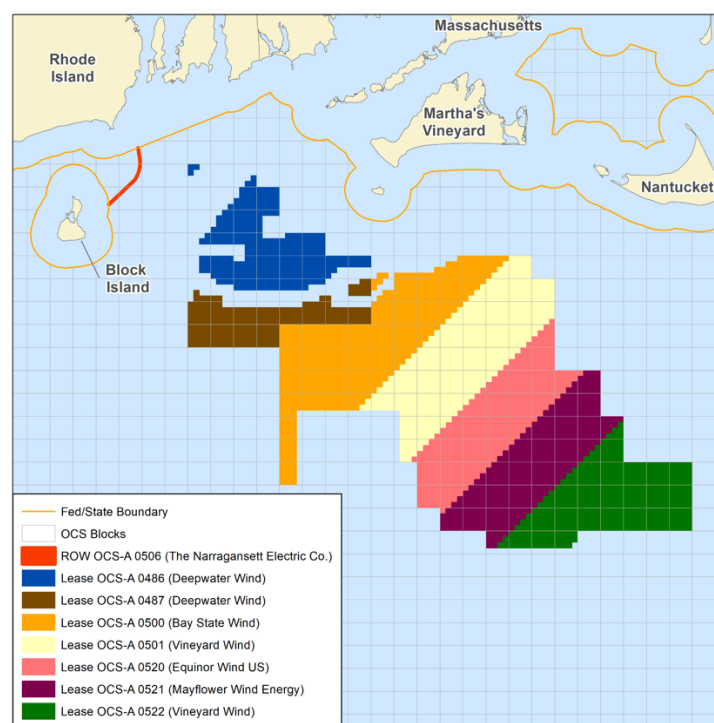 Massachusetts
Rhode
Island
Martha's
Vineyard
Nantucket
Block
Island
Fed/State Boundary
OCS Blocks
ROW OCS-A 0506 (The Narragansett Electric Co.)
Lease OCS-A 0486 (Deepwater Wind)
Lease OCS-A 0487 (Deepwater Wind)
Lease OCS-A 0500 (Bay State Wind)
Lease OCS-A 0501 (Vineyard Wind)
Lease OCS-A 0520 (Equinor Wind US)
Lease OCS-A 0521 (Mayflower Wind Energy)
Lease OCS-A 0522 (Vineyard Wind)